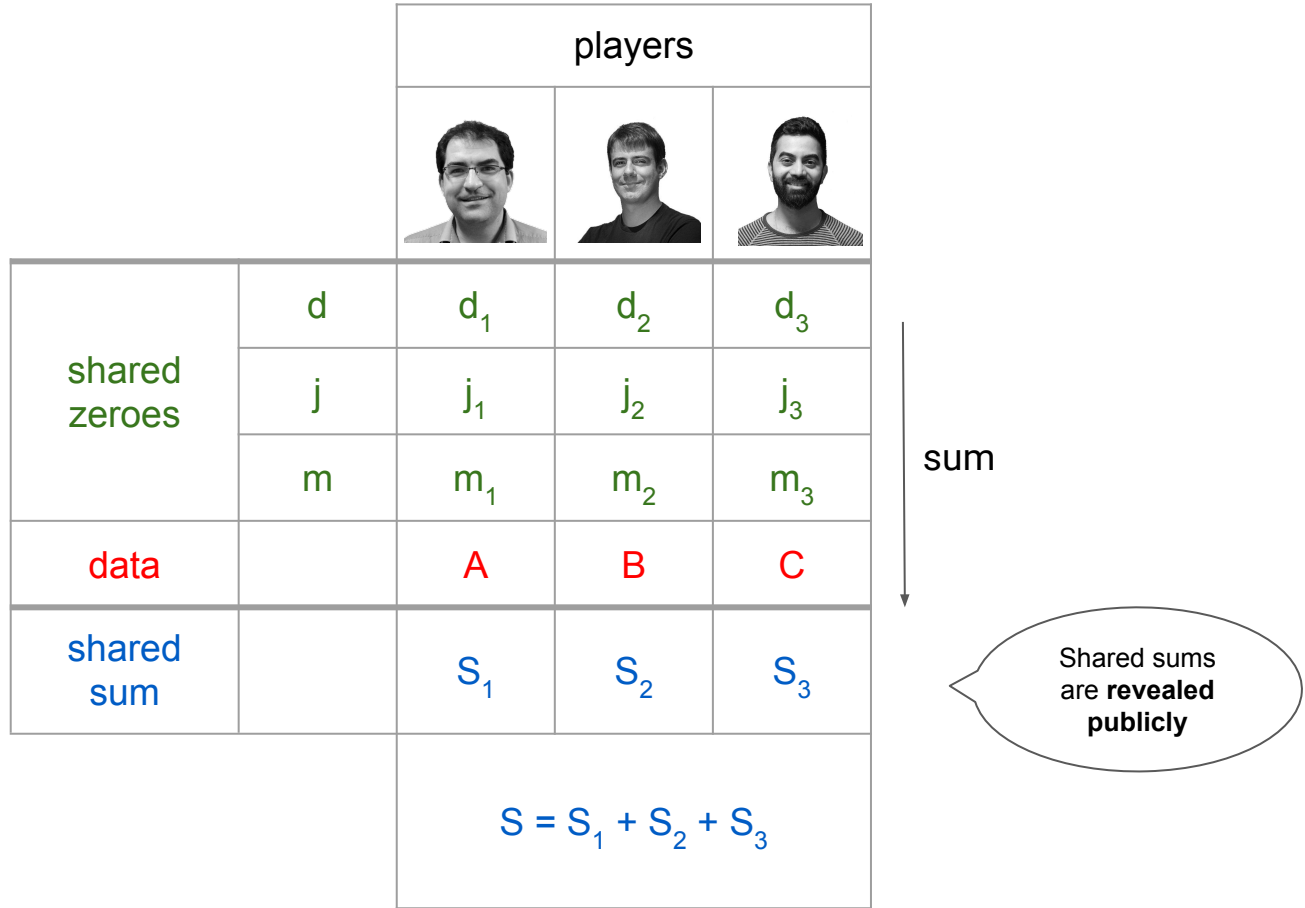 players
d d₁ d₂ d₃
shared
zeroes
j j₁ j₂ j₃
m m₁ m₂ m₃
sum
data A B C
shared
sum
S₁ S₂ S₃
Shared sums
are revealed
publicly
S = S₁ + S₂ + S₃